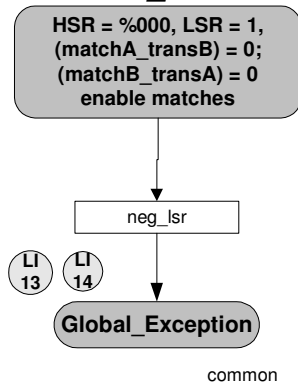 HSR = %000, LSR = 1,
(matchA_transB) = 0;
(matchB_transA) = 0
enable matches
neg_lsr
LI
13
LI
14
Global_Exception
common